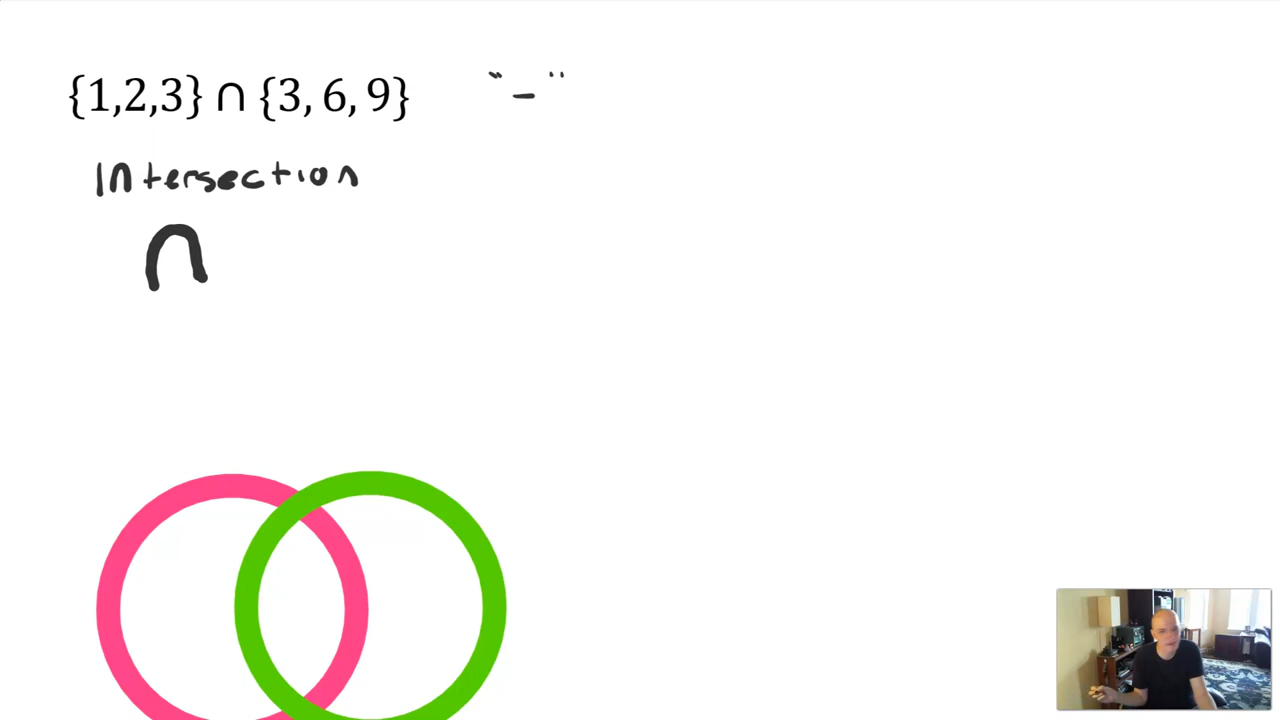 {1,2,3} ∩ {3, 6, 9} "-"
Intersection
∩